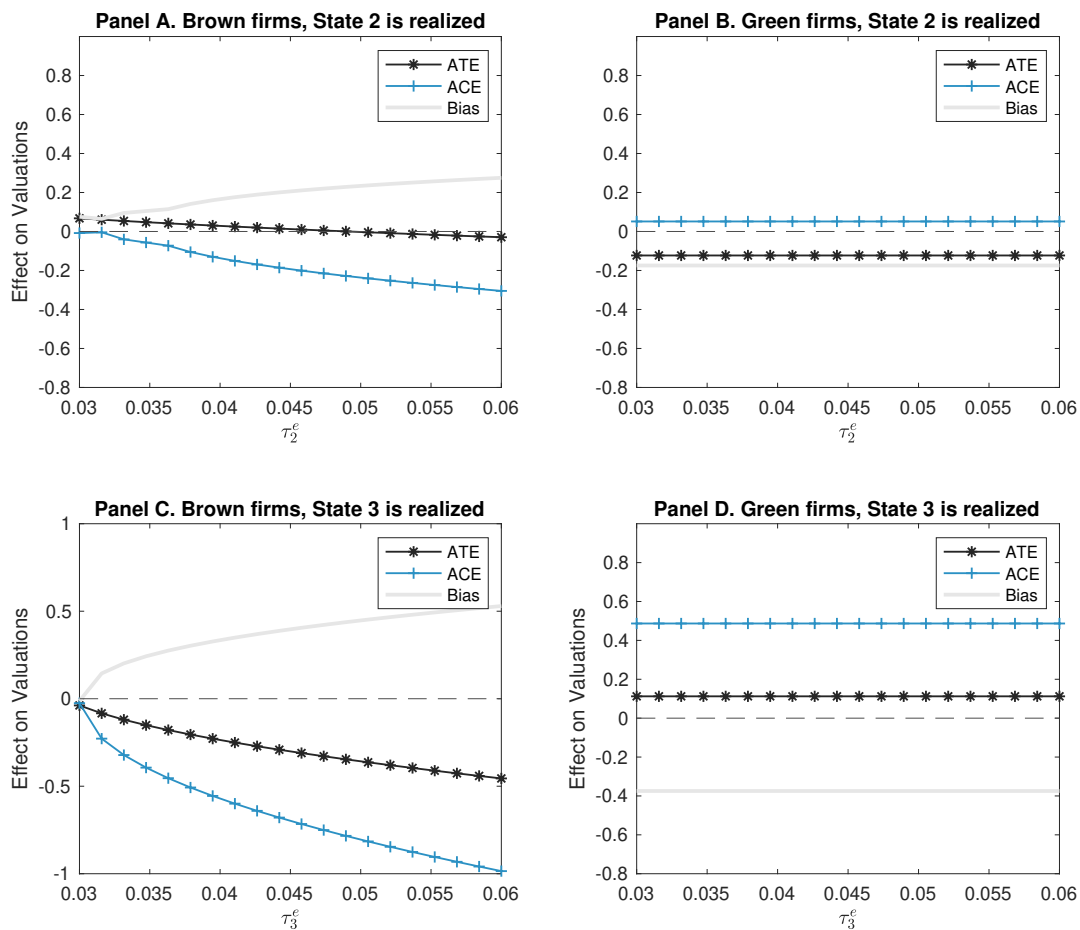 Panel A. Brown firms, State 2 is realized
Effect on Valuations
0.8
0.6
0.4
0.2
0
-0.2
-0.4
-0.6
-0.8
ATE
ACE
Bias
0.03 0.035 0.04 0.045 0.05 0.055 0.06
τ₂ᵉ
Panel B. Green firms, State 2 is realized
0.8
0.6
0.4
0.2
0
-0.2
-0.4
-0.6
-0.8
ATE
ACE
Bias
0.03 0.035 0.04 0.045 0.05 0.055 0.06
τ₂ᵉ
Panel C. Brown firms, State 3 is realized
Effect on Valuations
1
0.5
0
-0.5
-1
ATE
ACE
Bias
0.03 0.035 0.04 0.045 0.05 0.055 0.06
τ₃ᵉ
Panel D. Green firms, State 3 is realized
Effect on Valuations
0.8
0.6
0.4
0.2
0
-0.2
-0.4
-0.6
-0.8
ATE
ACE
Bias
0.03 0.035 0.04 0.045 0.05 0.055 0.06
τ₃ᵉ